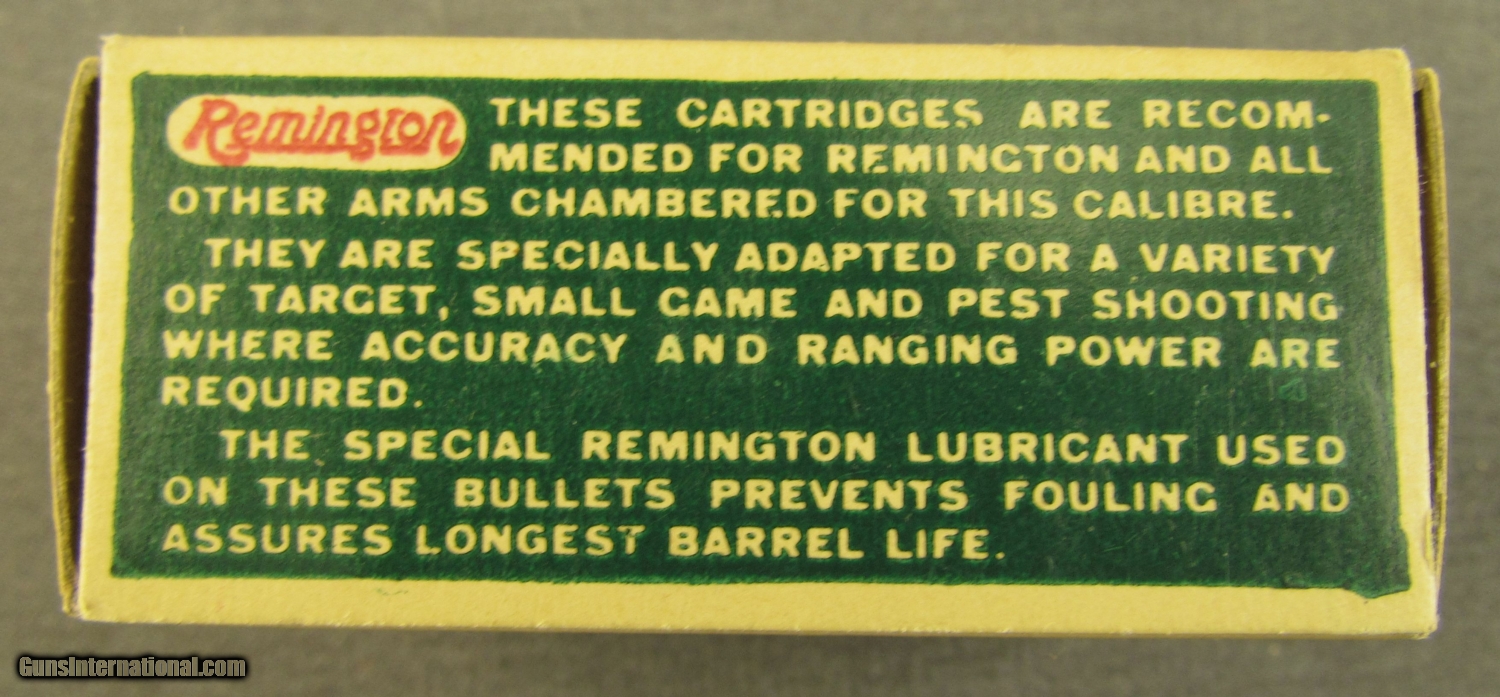 Remington THESE CARTRIDGES ARE RECOM-
MENDED FOR REMINGTON AND ALL
OTHER ARMS CHAMBERED FOR THIS CALIBRE.
THEY ARE SPECIALLY ADAPTED FOR A VARIETY
OF TARGET, SMALL GAME AND PEST SHOOTING
WHERE ACCURACY AND RANGING POWER ARE
REQUIRED.
THE SPECIAL REMINGTON LUBRICANT USED
ON THESE BULLETS PREVENTS FOULING AND
ASSURES LONGEST BARREL LIFE.
GunsInternational.com